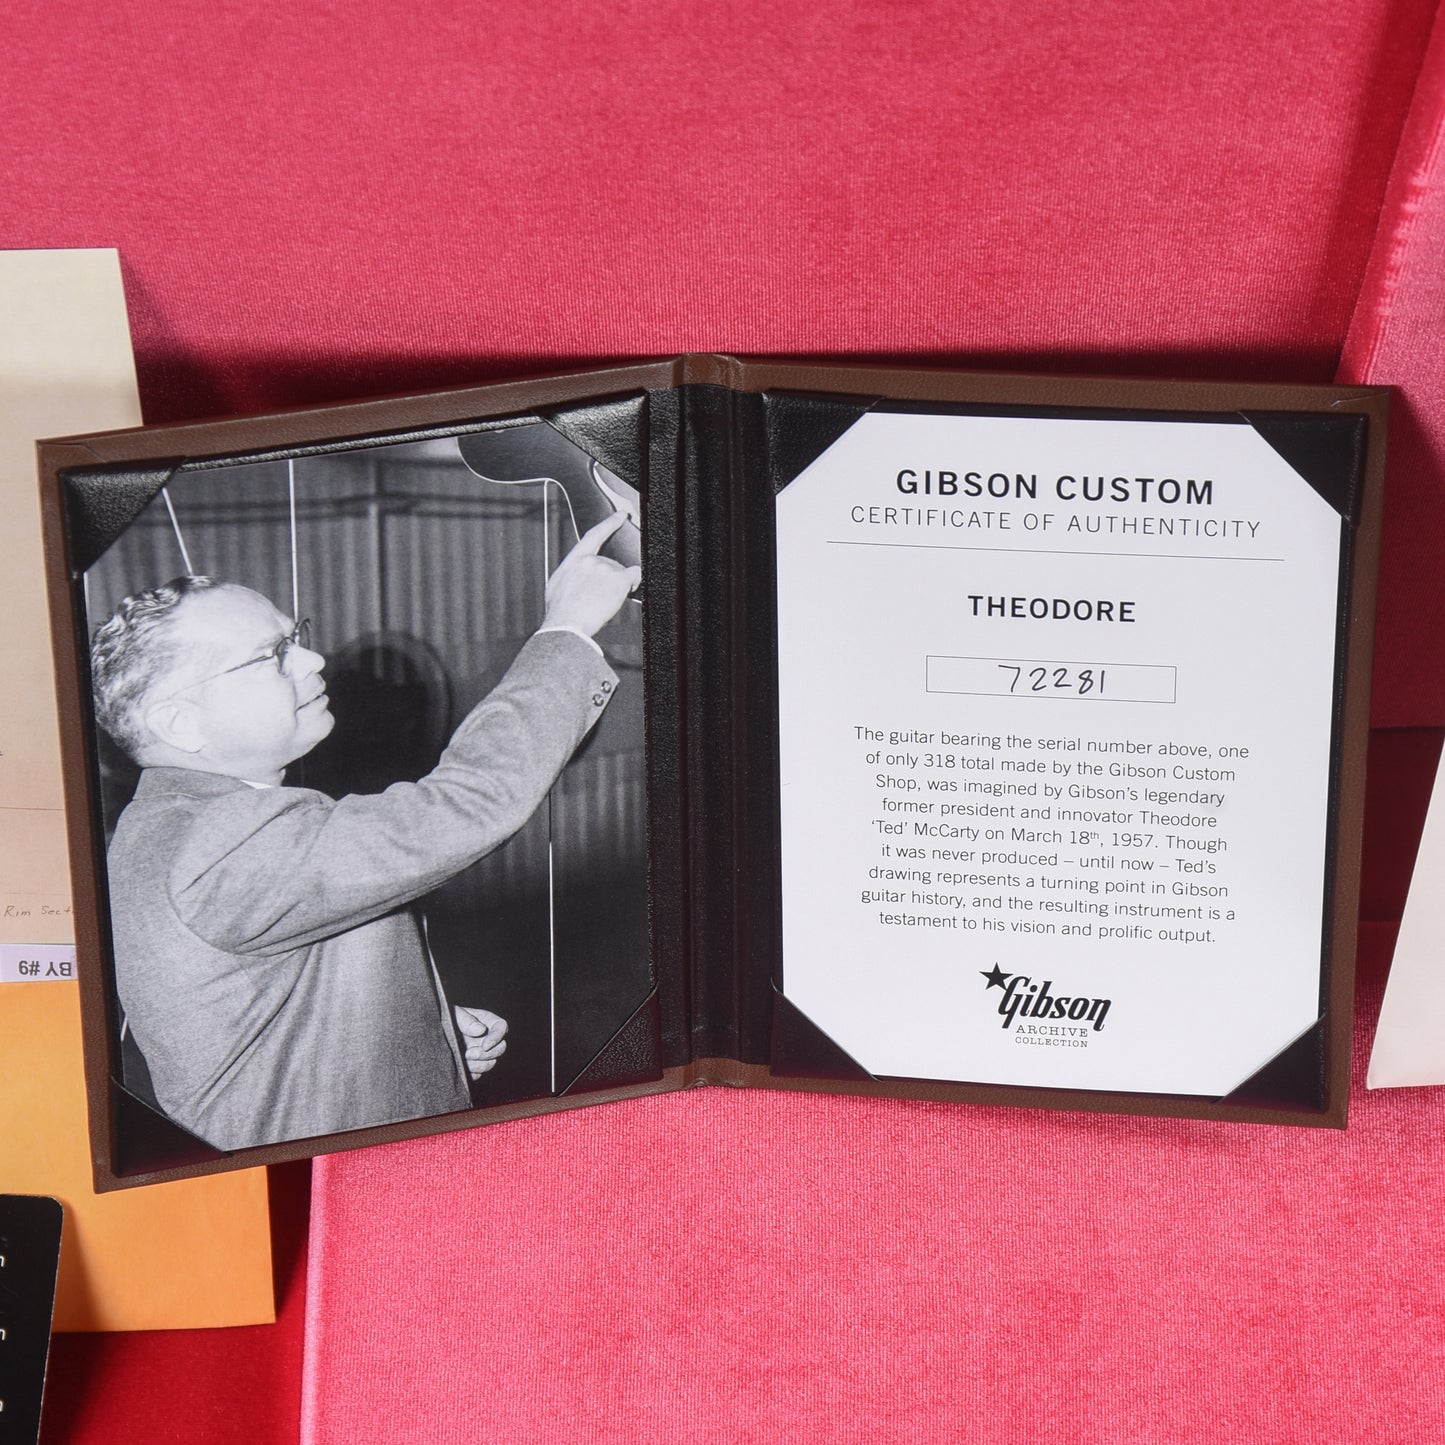 GIBSON CUSTOM
CERTIFICATE OF AUTHENTICITY
THEODORE
72281
The guitar bearing the serial number above, one
of only 318 total made by the Gibson Custom
Shop, was imagined by Gibson's legendary
former president and innovator Theodore
'Ted' McCarty on March 18th, 1957. Though
it was never produced – until now – Ted's
drawing represents a turning point in Gibson
guitar history, and the resulting instrument is a
testament to his vision and prolific output.
Gibson
ARCHIVE
COLLECTION
Rim
BY #9